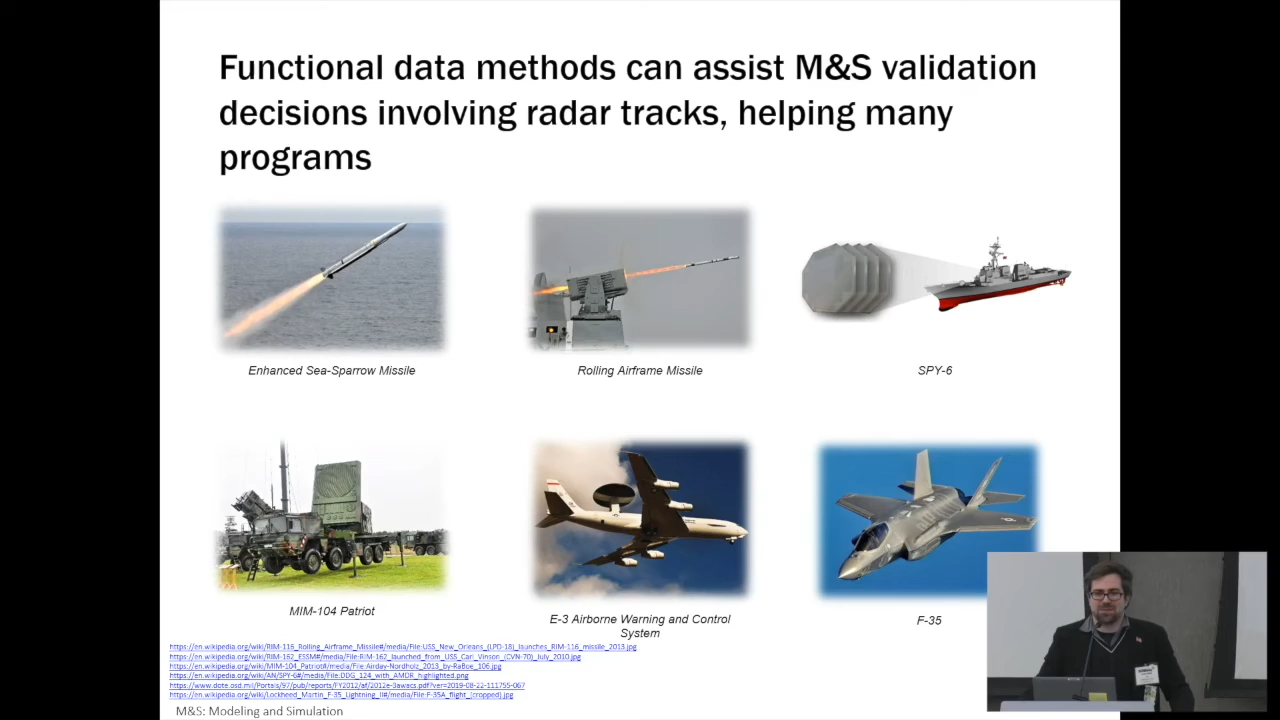 Functional data methods can assist M&S validation
decisions involving radar tracks, helping many
programs
Enhanced Sea-Sparrow Missile
Rolling Airframe Missile
SPY-6
MIM-104 Patriot
E-3 Airborne Warning and Control
System
F-35
https://en.wikipedia.org/wiki/RIM-116_Rolling_Airframe_Missile#/media/File:USS_New_Orleans_(LPD-18)_launches_RIM-116_missile_2013.jpg
https://en.wikipedia.org/wiki/RIM-162_ESSM#/media/File:RIM-162_launched_from_USS_Carl_Vinson_(CVN-70)_July_2010.jpg
https://en.wikipedia.org/wiki/MIM-104_Patriot#/media/File:Airday-Nordholz_2013_by-RaBoe_106.jpg
https://en.wikipedia.org/wiki/AN/SPY-6#/media/File:DDG_124_with_AMDR_highlighted.png
https://www.dote.osd.mil/Portals/97/pub/reports/FY2012/af/2012e-3awacs.pdf?ver=2019-08-22-111755-067
https://en.wikipedia.org/wiki/Lockheed_Martin_F-35_Lightning_II#/media/File:F-35A_flight_(cropped).jpg
M&S: Modeling and Simulation